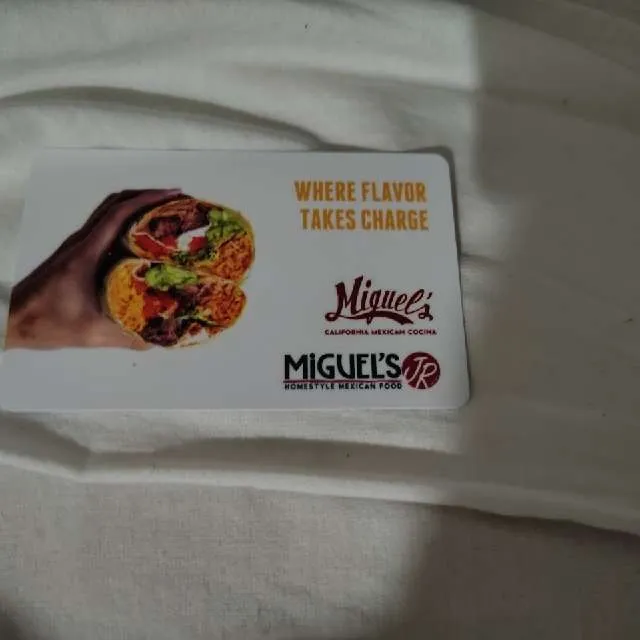 WHERE FLAVOR
TAKES CHARGE
Miguel's
CALIFORNIA MEXICAN COCINA
MiGUEL'S JR
HOMESTYLE MEXICAN FOOD